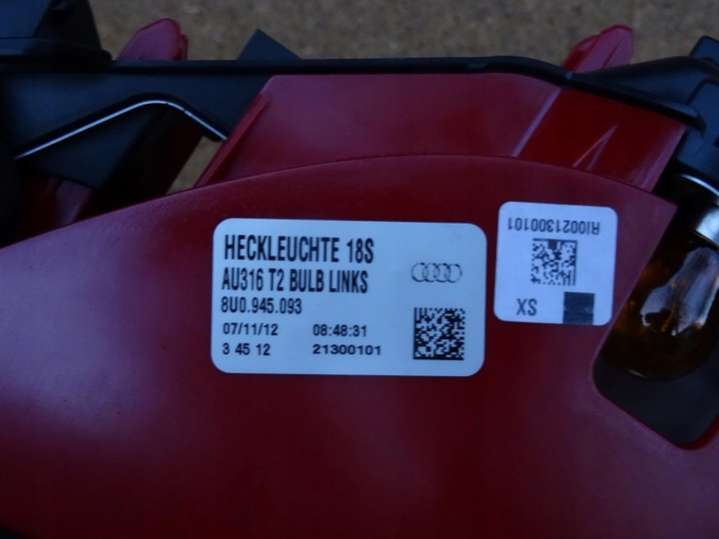 HECKLEUCHTE 18S
AU316 T2 BULB LINKS
8U0.945.093
07/11/12 08:48:31
3 45 12 21300101
RI0021300101
SX